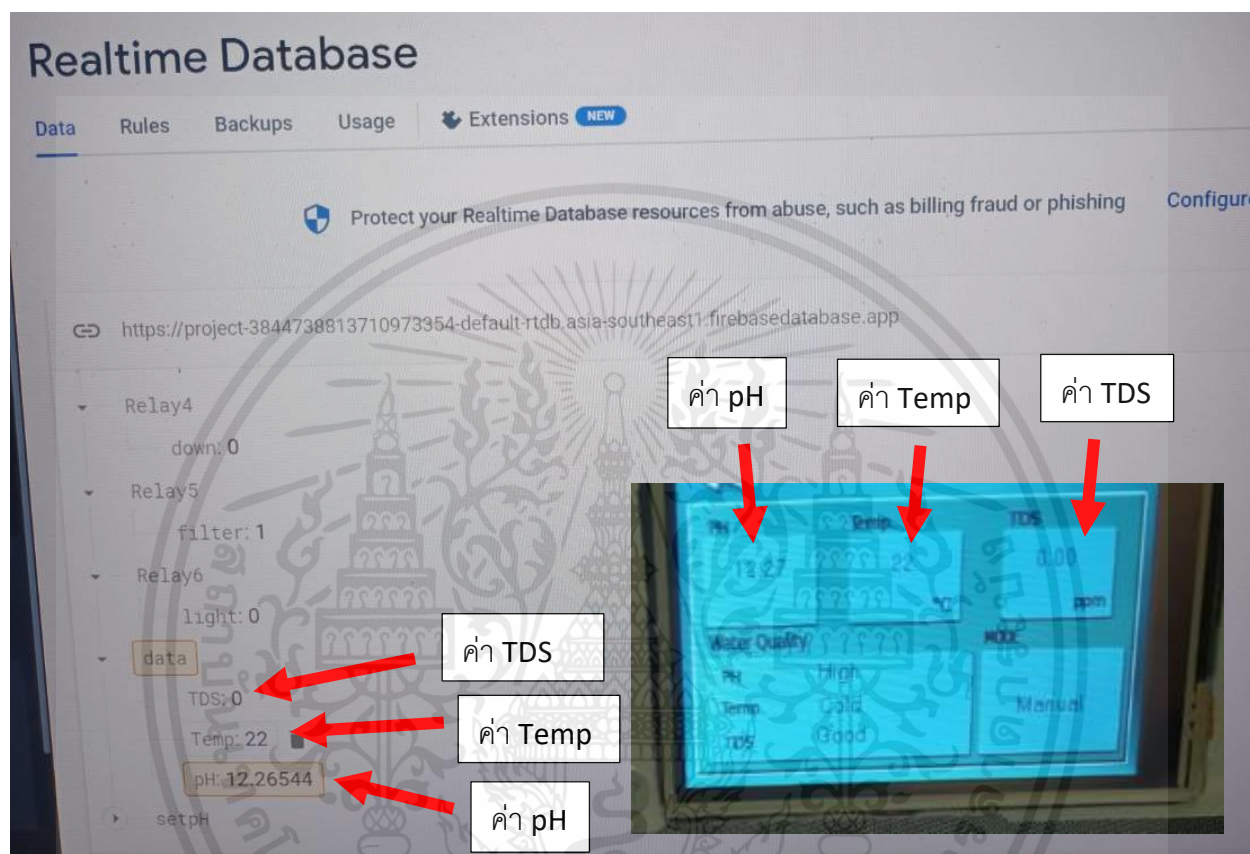 Realtime Database
Data Rules Backups Usage Extensions NEW
Protect your Realtime Database resources from abuse, such as billing fraud or phishing Configure
https://project-3844738813710973354-default-rtdb.asia-southeast1.firebasedatabase.app
ค่า pH ค่า Temp ค่า TDS
Relay4
down: 0
Relay5
filter: 1
Relay6
light: 0
data
TDS: 0
Temp: 22
pH: 12.26544
setpH
ค่า TDS
ค่า Temp
ค่า pH
PH Temp TDS
12.27 22 0.00
°C ppm
Water Quality MODE
PH High
Temp Cold Manual
TDS Good